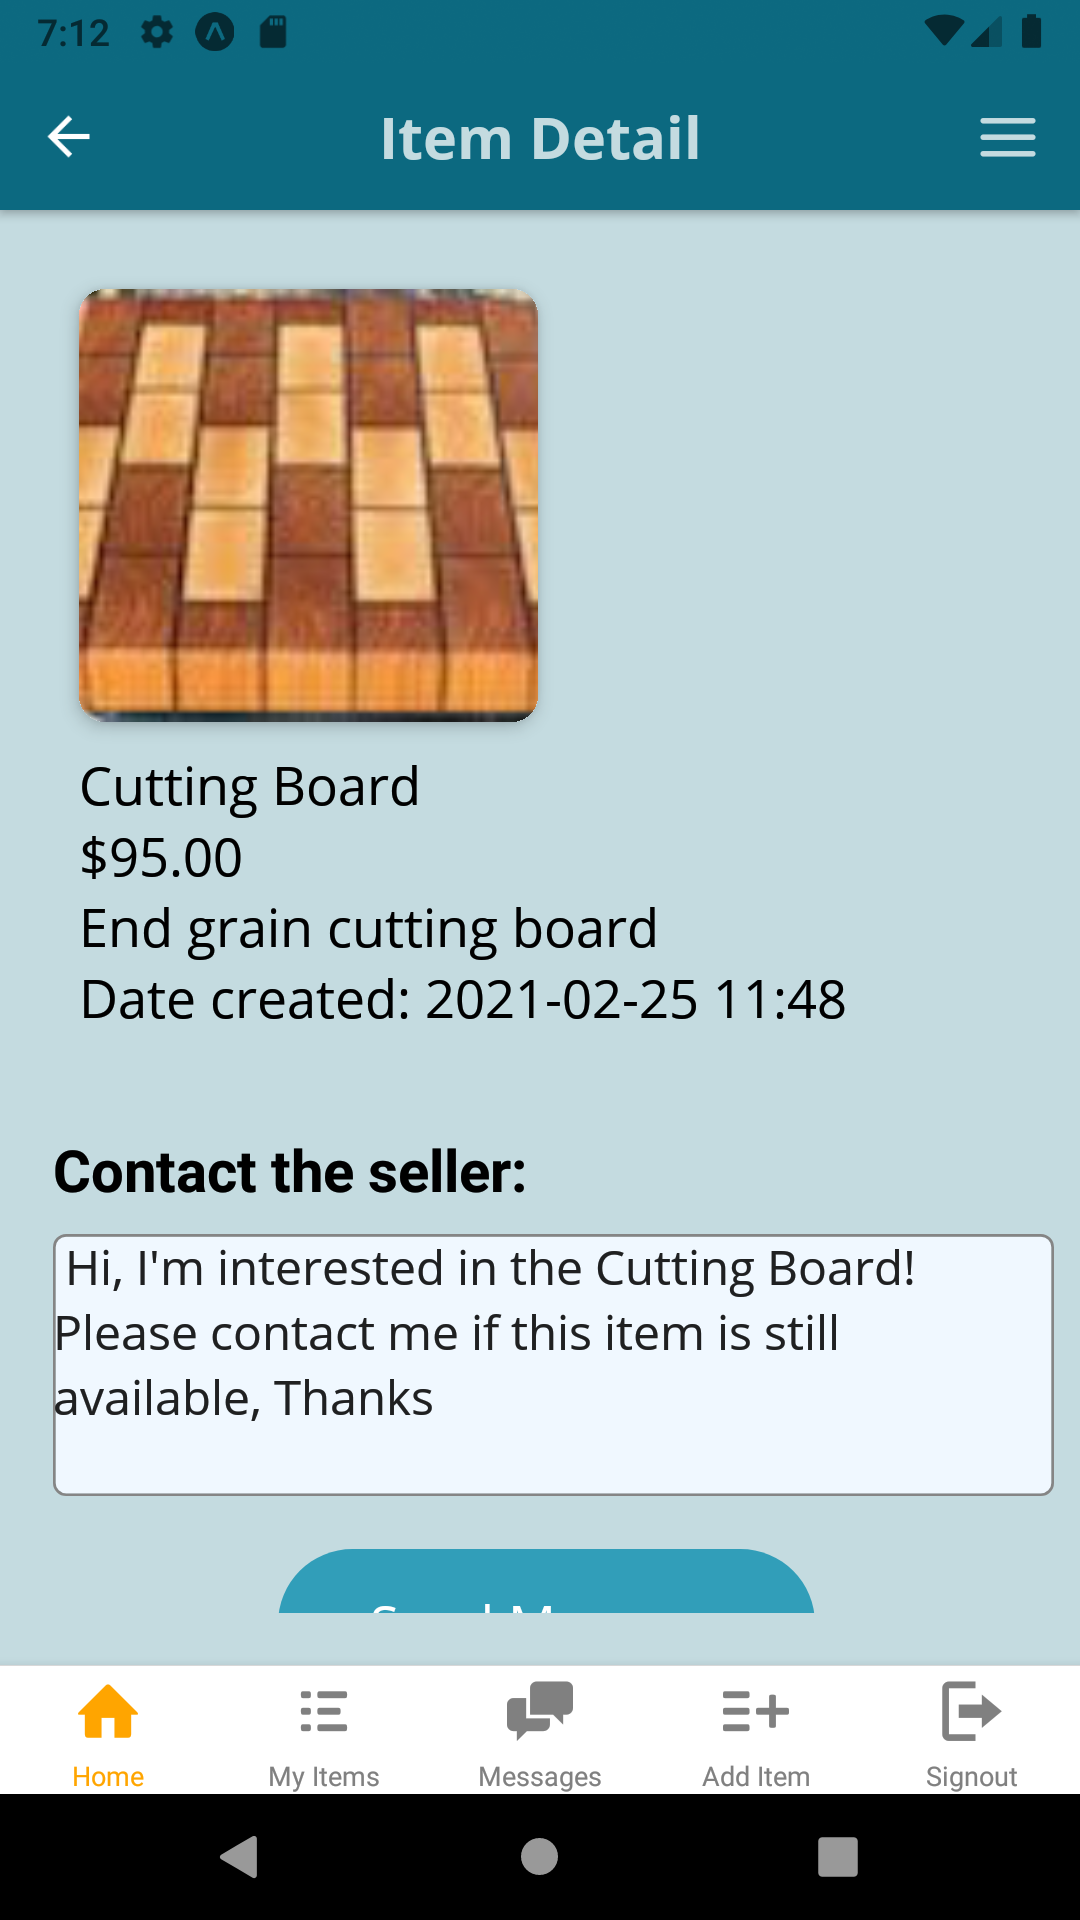 7:12
Item Detail
Cutting Board
$95.00
End grain cutting board
Date created: 2021-02-25 11:48
Contact the seller:
Hi, I'm interested in the Cutting Board!
Please contact me if this item is still
available, Thanks
Home
My Items
Messages
Add Item
Signout